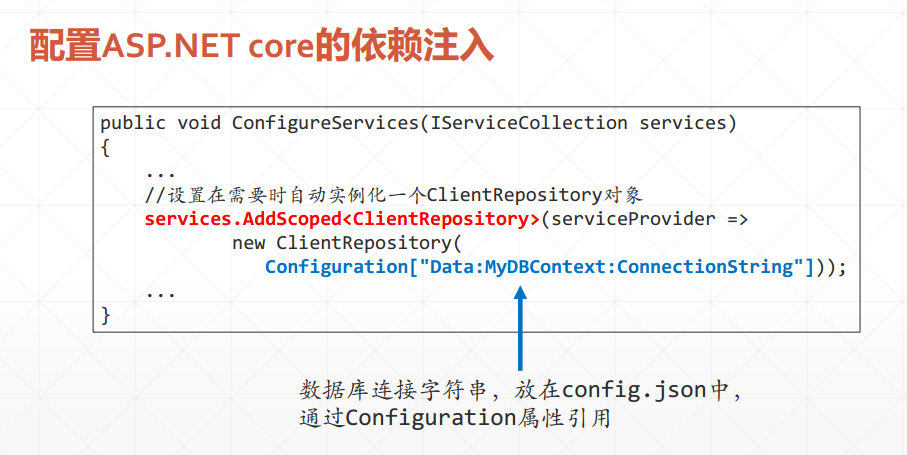 配置ASP.NET core的依赖注入
public void ConfigureServices(IServiceCollection services)
{
...
//设置在需要时自动实例化一个ClientRepository对象
services.AddScoped<ClientRepository>(serviceProvider =>
new ClientRepository(
Configuration["Data:MyDBContext:ConnectionString"]));
...
}
数据库连接字符串，放在config.json中，
通过Configuration属性引用